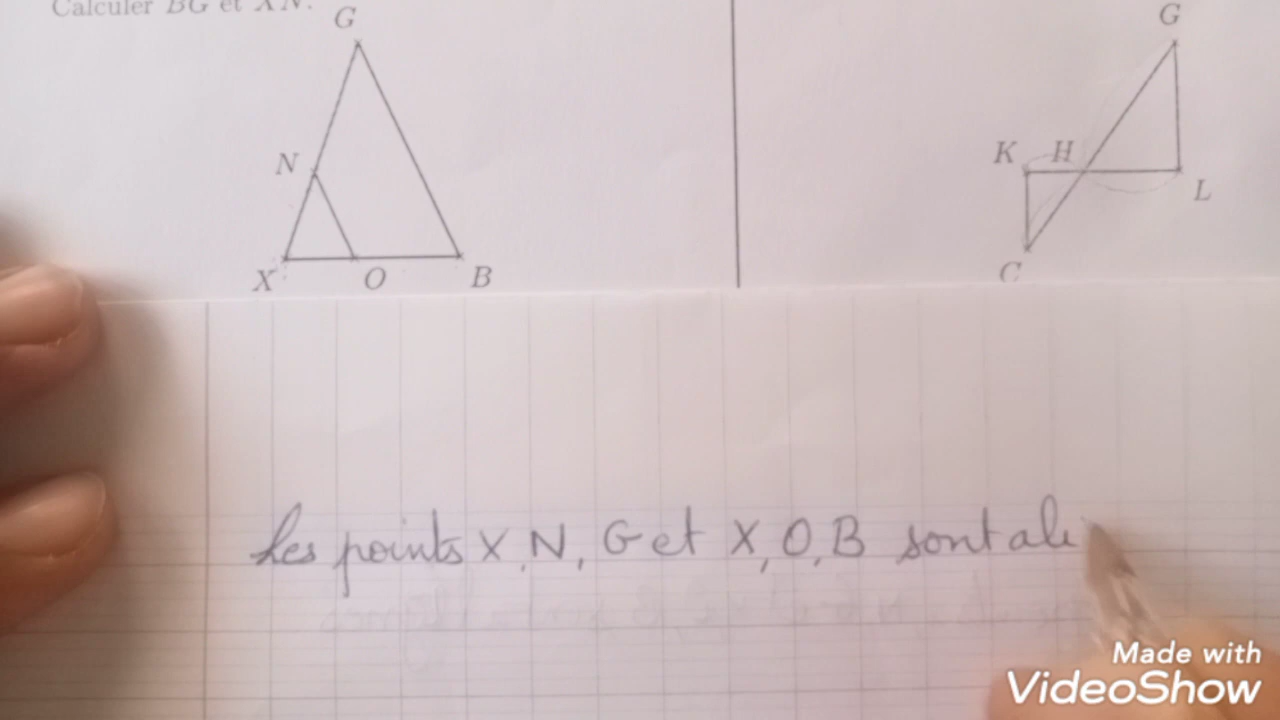 Calculer BG et XN.
G
N
X O B
G
K H
L
C
Les points X, N, G et X, O, B sont ali
Made with
VideoShow